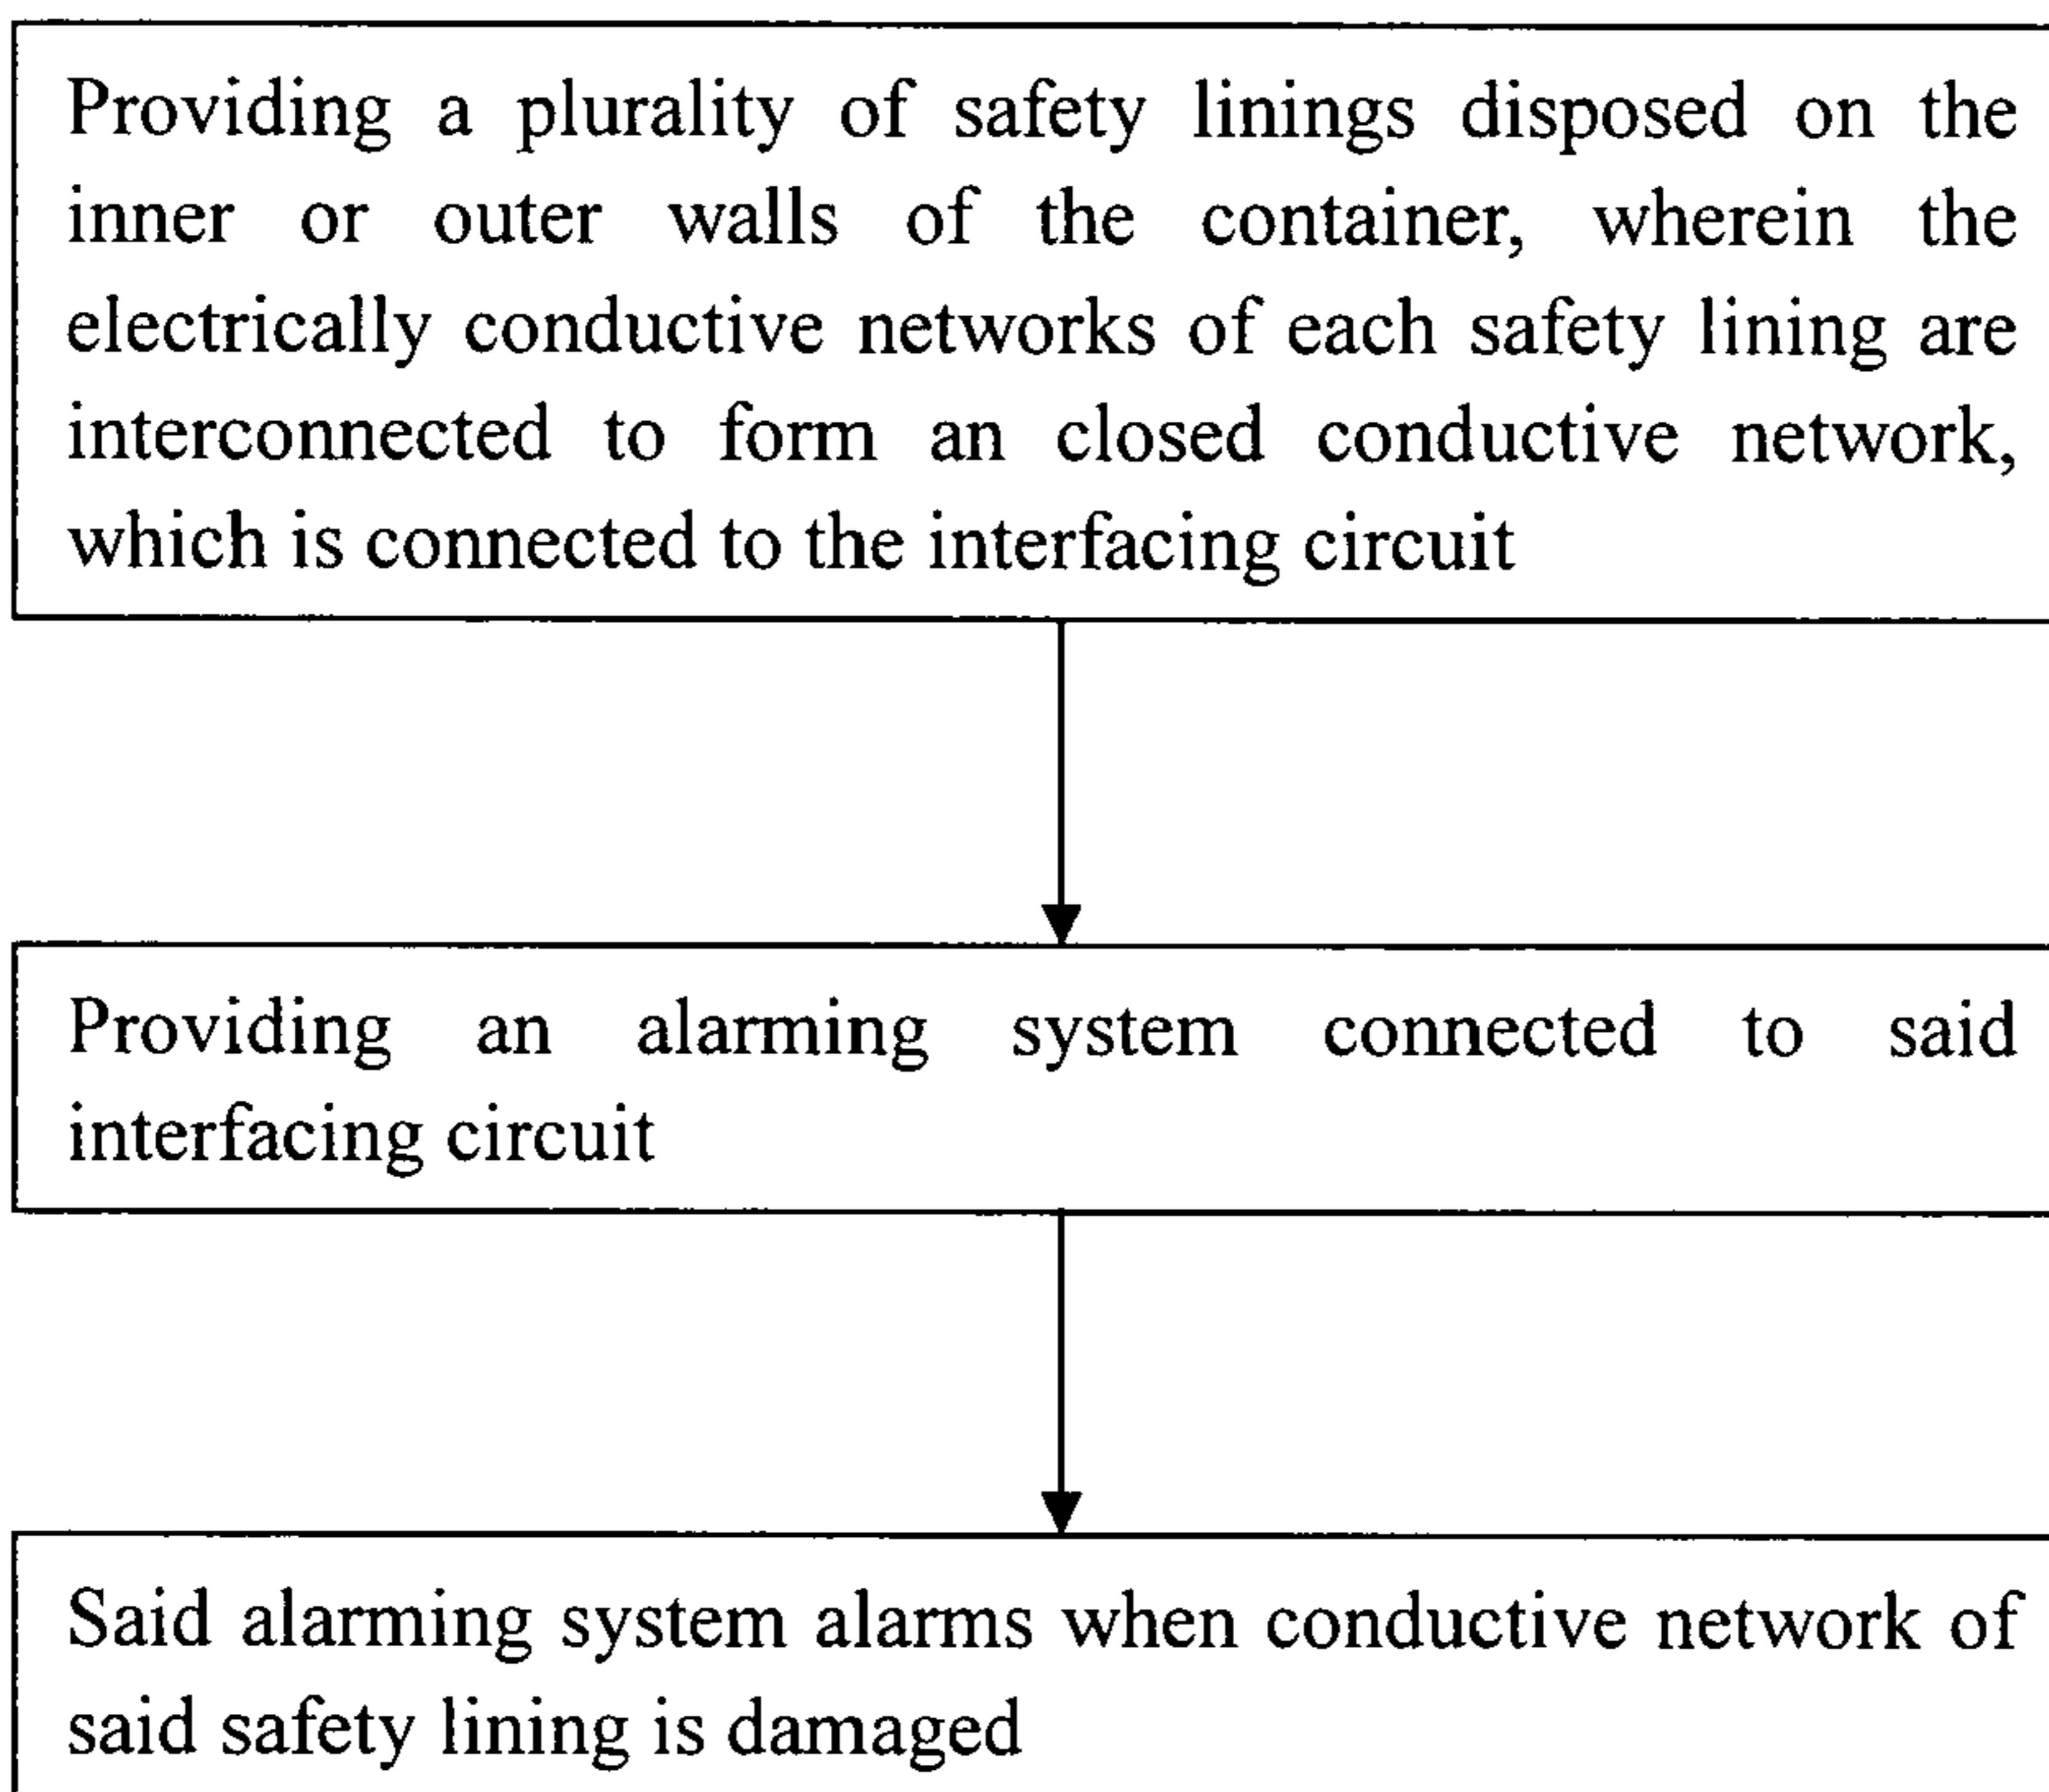 Providing a plurality of safety linings disposed on the
inner or outer walls of the container, wherein the
electrically conductive networks of each safety lining are
interconnected to form an closed conductive network,
which is connected to the interfacing circuit
Providing an alarming system connected to said
interfacing circuit
Said alarming system alarms when conductive network of
said safety lining is damaged